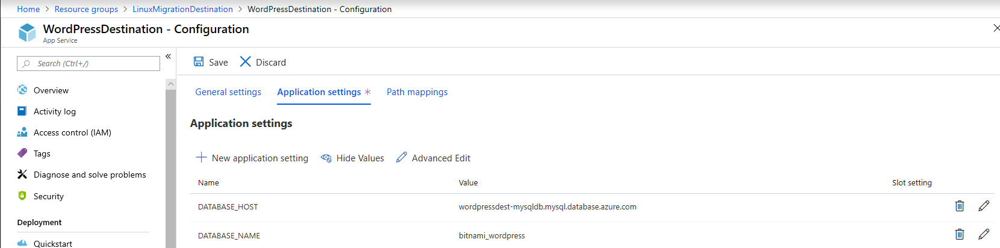 Home > Resource groups > LinuxMigrationDestination > WordPressDestination - Configuration
WordPressDestination - Configuration
App Service
Search (Ctrl+/)
«
Overview
Activity log
Access control (IAM)
Tags
Diagnose and solve problems
Security
Deployment
Quickstart
Save Discard
General settings Application settings * Path mappings
Application settings
New application setting Hide Values Advanced Edit
Name Value Slot setting
DATABASE_HOST wordpressdest-mysqldb.mysql.database.azure.com
DATABASE_NAME bitnami_wordpress